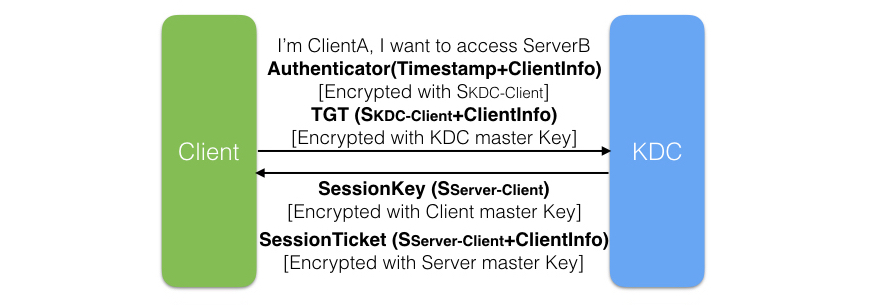 I'm ClientA, I want to access ServerB
Authenticator(Timestamp+ClientInfo)
[Encrypted with SKDC-Client]
TGT (SKDC-Client+ClientInfo)
[Encrypted with KDC master Key]
Client
KDC
SessionKey (SServer-Client)
[Encrypted with Client master Key]
SessionTicket (SServer-Client+ClientInfo)
[Encrypted with Server master Key]